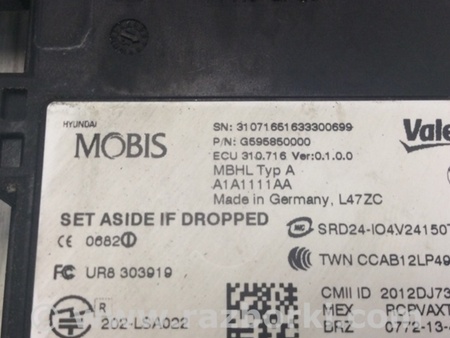 HYUNDAI
MOBIS
SN: 31071651633300699
P/N: G595850000
ECU 310.716 Ver:0.1.0.0
MBHL Typ A
A1A1111AA
Made in Germany, L47ZC
Vale
SET ASIDE IF DROPPED
CE 0682
SRD24-IO4V24150T
TWN CCAB12LP49
FC UR8 303919
CMII ID 2012DJ73
MEX RCPVAXT
BRZ 0772-13-
R
202-LSA022